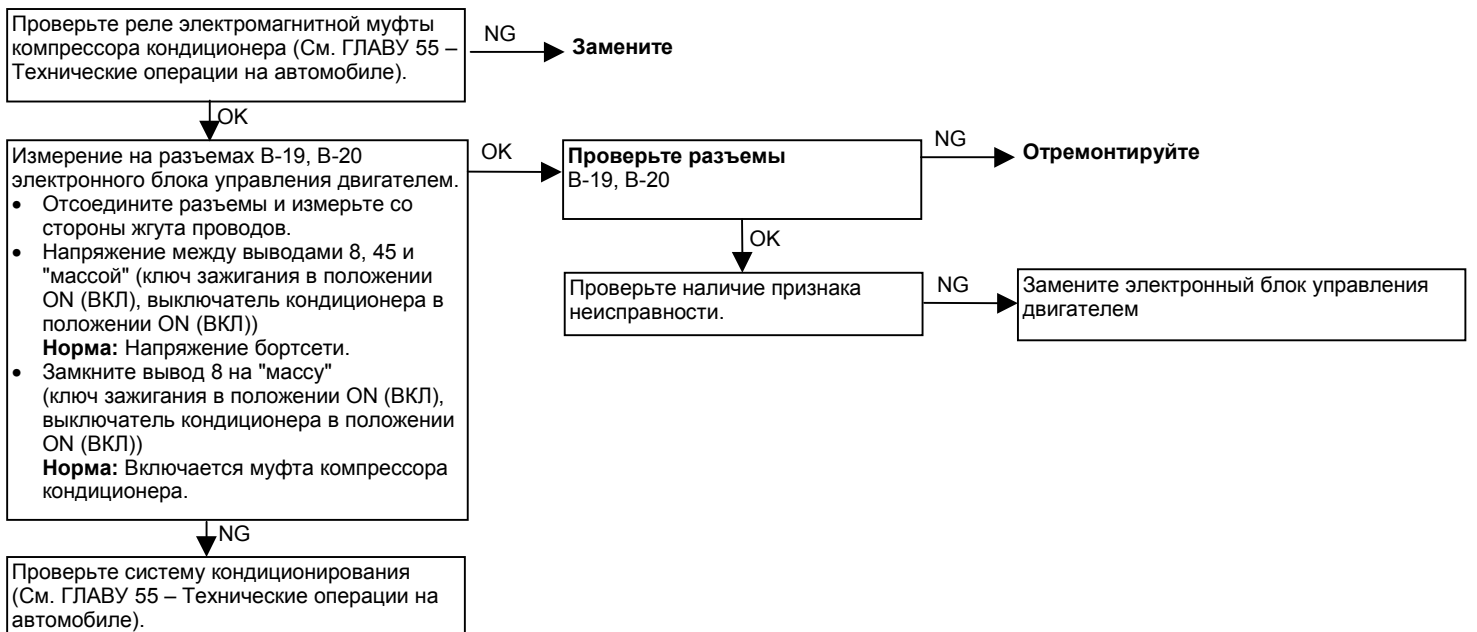 Проверьте реле электромагнитной муфты
компрессора кондиционера (См. ГЛАВУ 55 –
Технические операции на автомобиле).
NG
Замените
OK
Измерение на разъемах B-19, B-20
электронного блока управления двигателем.
• Отсоедините разъемы и измерьте со
стороны жгута проводов.
• Напряжение между выводами 8, 45 и
"массой" (ключ зажигания в положении
ON (ВКЛ), выключатель кондиционера в
положении ON (ВКЛ))
Норма: Напряжение бортсети.
• Замкните вывод 8 на "массу"
(ключ зажигания в положении ON (ВКЛ),
выключатель кондиционера в положении
ON (ВКЛ))
Норма: Включается муфта компрессора
кондиционера.
OK
Проверьте разъемы
B-19, B-20
NG
Отремонтируйте
OK
Проверьте наличие признака
неисправности.
NG
Замените электронный блок управления
двигателем
NG
Проверьте систему кондиционирования
(См. ГЛАВУ 55 – Технические операции на
автомобиле).